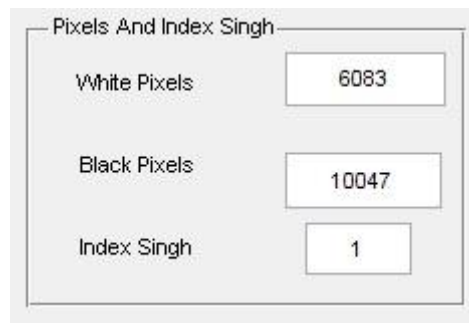 Pixels And Index Singh
White Pixels 6083
Black Pixels 10047
Index Singh 1